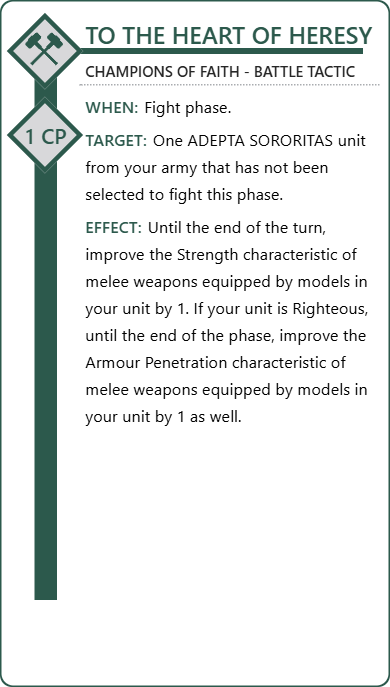 TO THE HEART OF HERESY
CHAMPIONS OF FAITH - BATTLE TACTIC
WHEN: Fight phase.
1 CP
TARGET: One ADEPTA SORORITAS unit
from your army that has not been
selected to fight this phase.
EFFECT: Until the end of the turn,
improve the Strength characteristic of
melee weapons equipped by models in
your unit by 1. If your unit is Righteous,
until the end of the phase, improve the
Armour Penetration characteristic of
melee weapons equipped by models in
your unit by 1 as well.